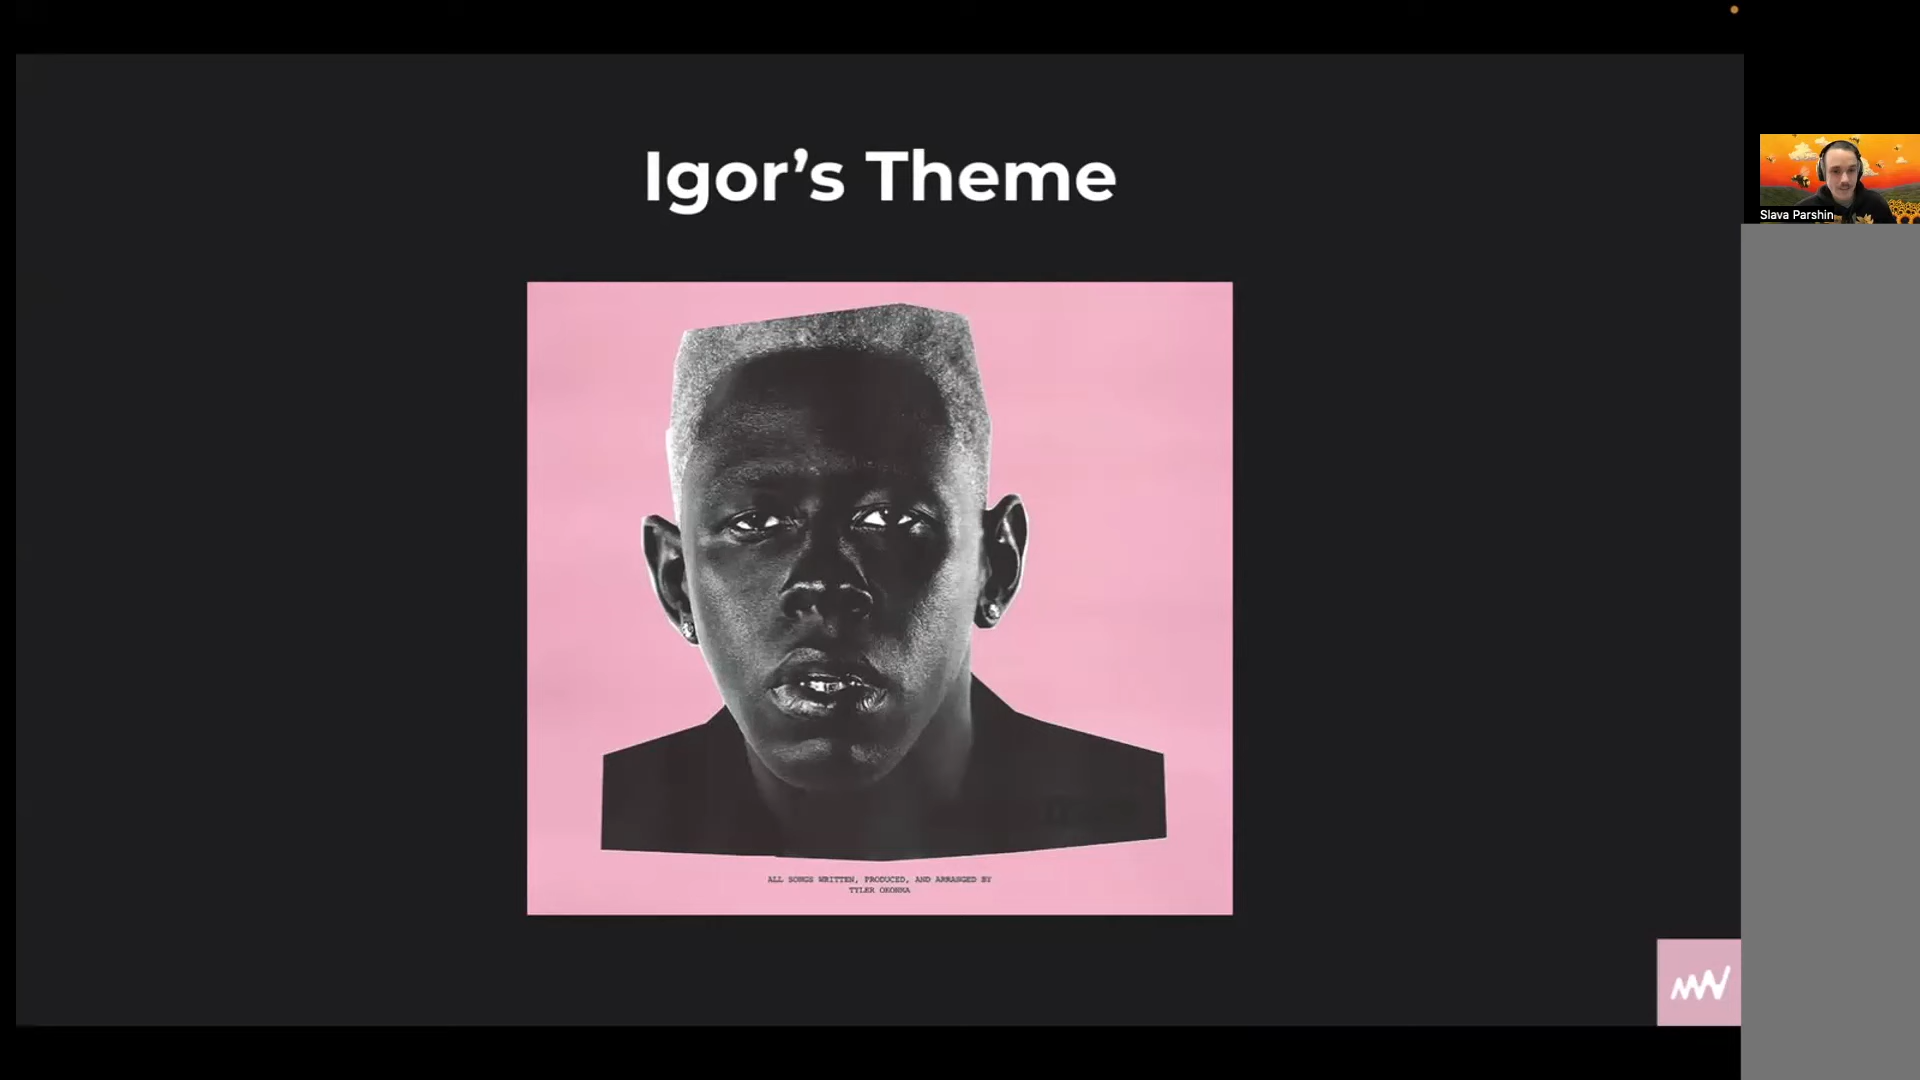 Igor’s Theme
Slava Parshin
ALL SONGS WRITTEN, PRODUCED, AND ARRANGED BY
TYLER OKONMA